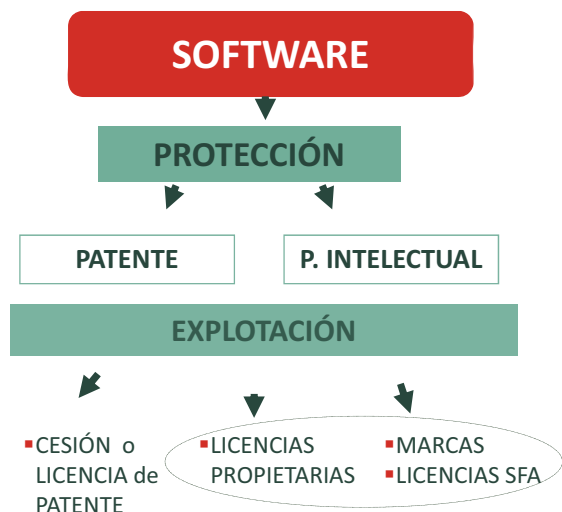 SOFTWARE
PROTECCIÓN
PATENTE
P. INTELECTUAL
EXPLOTACIÓN
CESIÓN o
LICENCIA de
PATENTE
LICENCIAS
PROPIETARIAS
MARCAS
LICENCIAS SFA